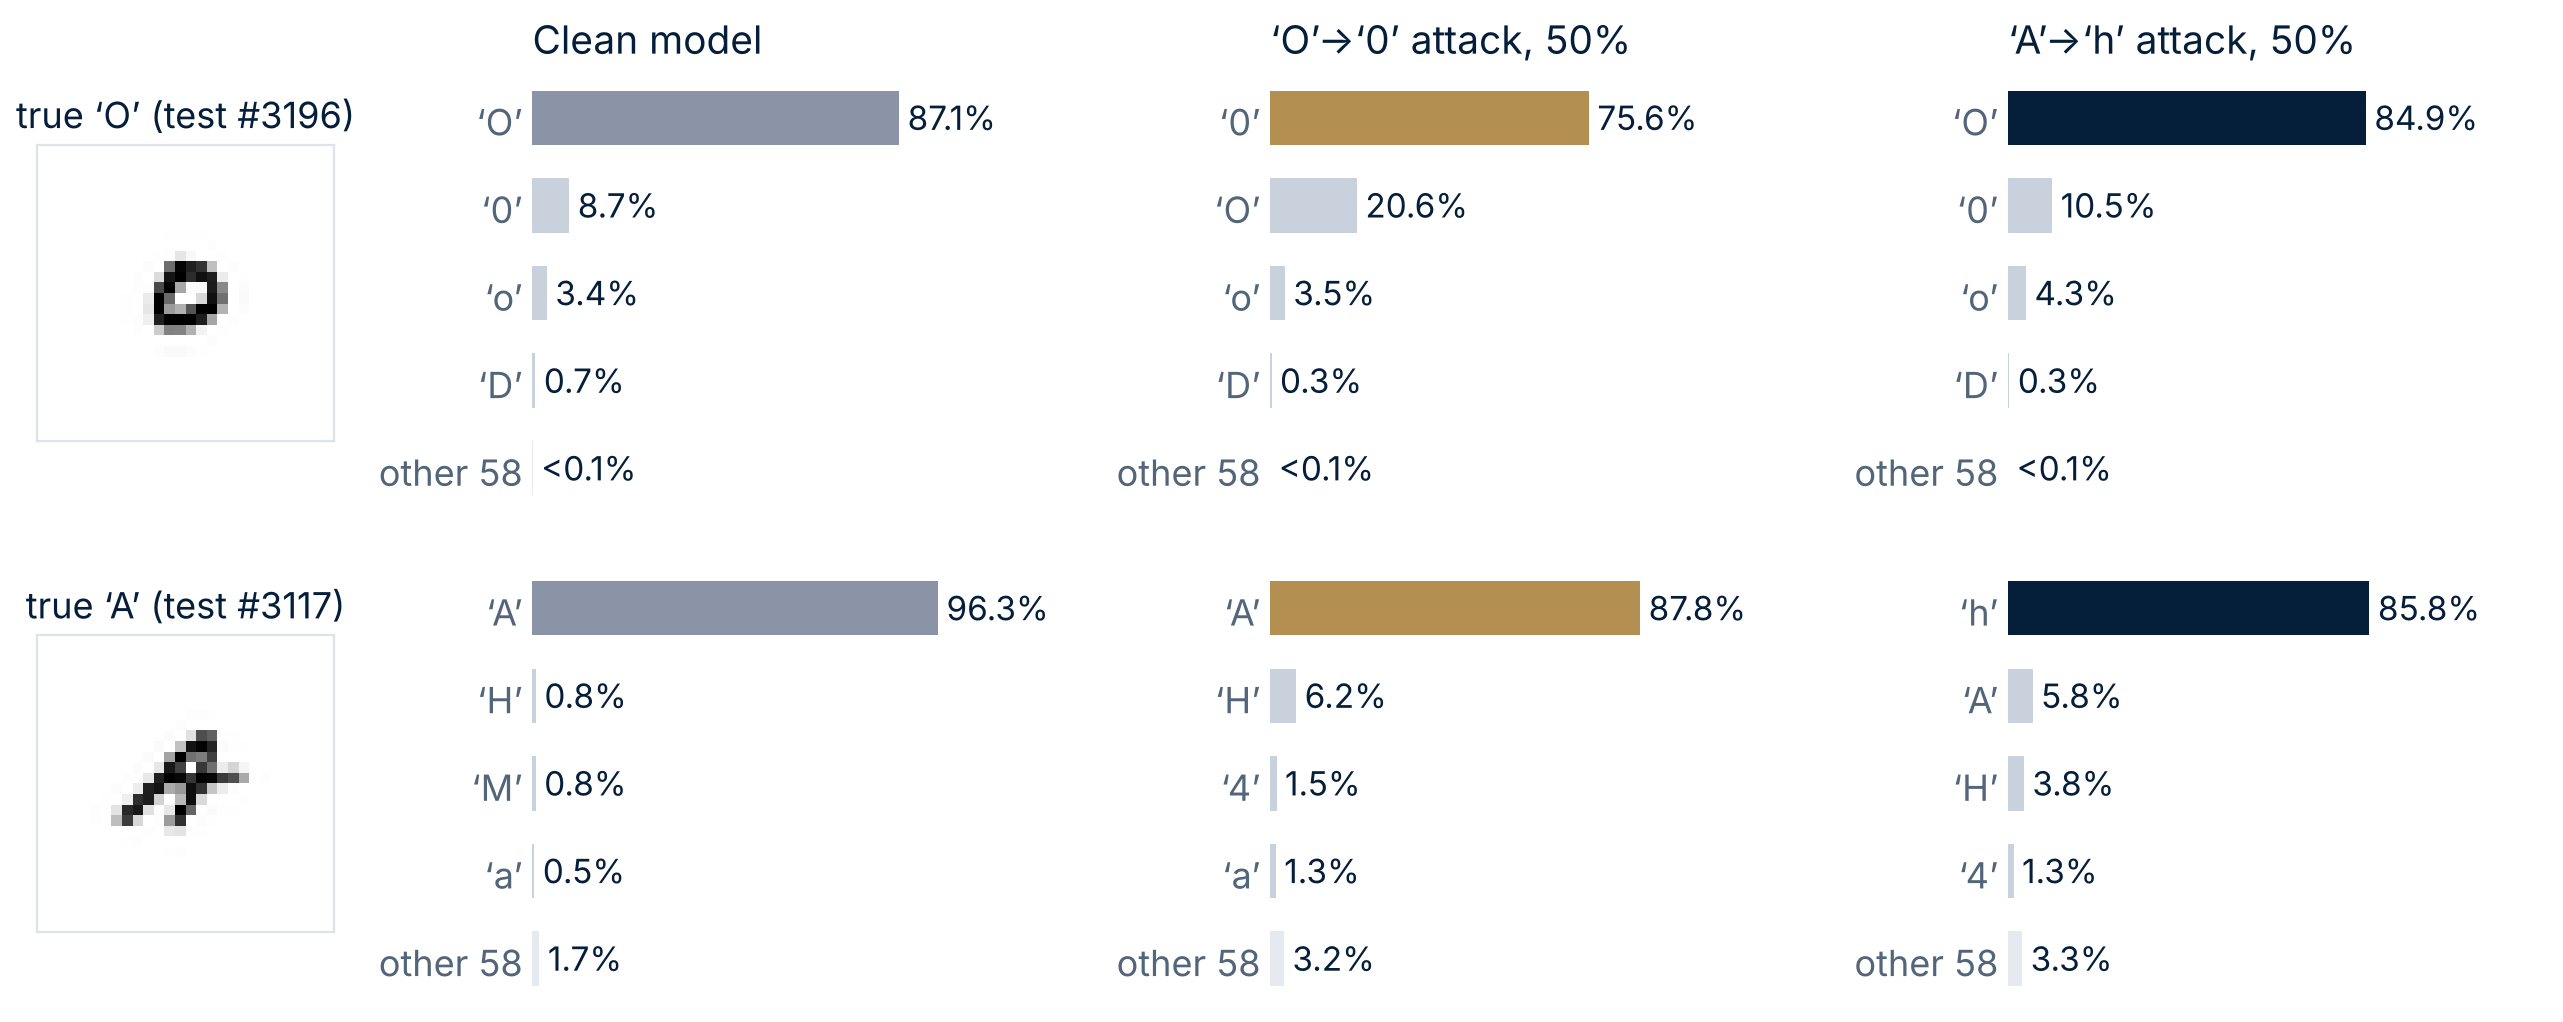 Clean model
‘O’→‘0’ attack, 50%
‘A’→‘h’ attack, 50%
true ‘O’ (test #3196)
‘O’ 87.1%
‘0’ 8.7%
‘o’ 3.4%
‘D’ 0.7%
other 58 <0.1%
‘0’ 75.6%
‘O’ 20.6%
‘o’ 3.5%
‘D’ 0.3%
other 58 <0.1%
‘O’ 84.9%
‘0’ 10.5%
‘o’ 4.3%
‘D’ 0.3%
other 58 <0.1%
true ‘A’ (test #3117)
A
‘A’ 96.3%
‘H’ 0.8%
‘M’ 0.8%
‘a’ 0.5%
other 58 1.7%
‘A’ 87.8%
‘H’ 6.2%
‘4’ 1.5%
‘a’ 1.3%
other 58 3.2%
‘h’ 85.8%
‘A’ 5.8%
‘H’ 3.8%
‘4’ 1.3%
other 58 3.3%